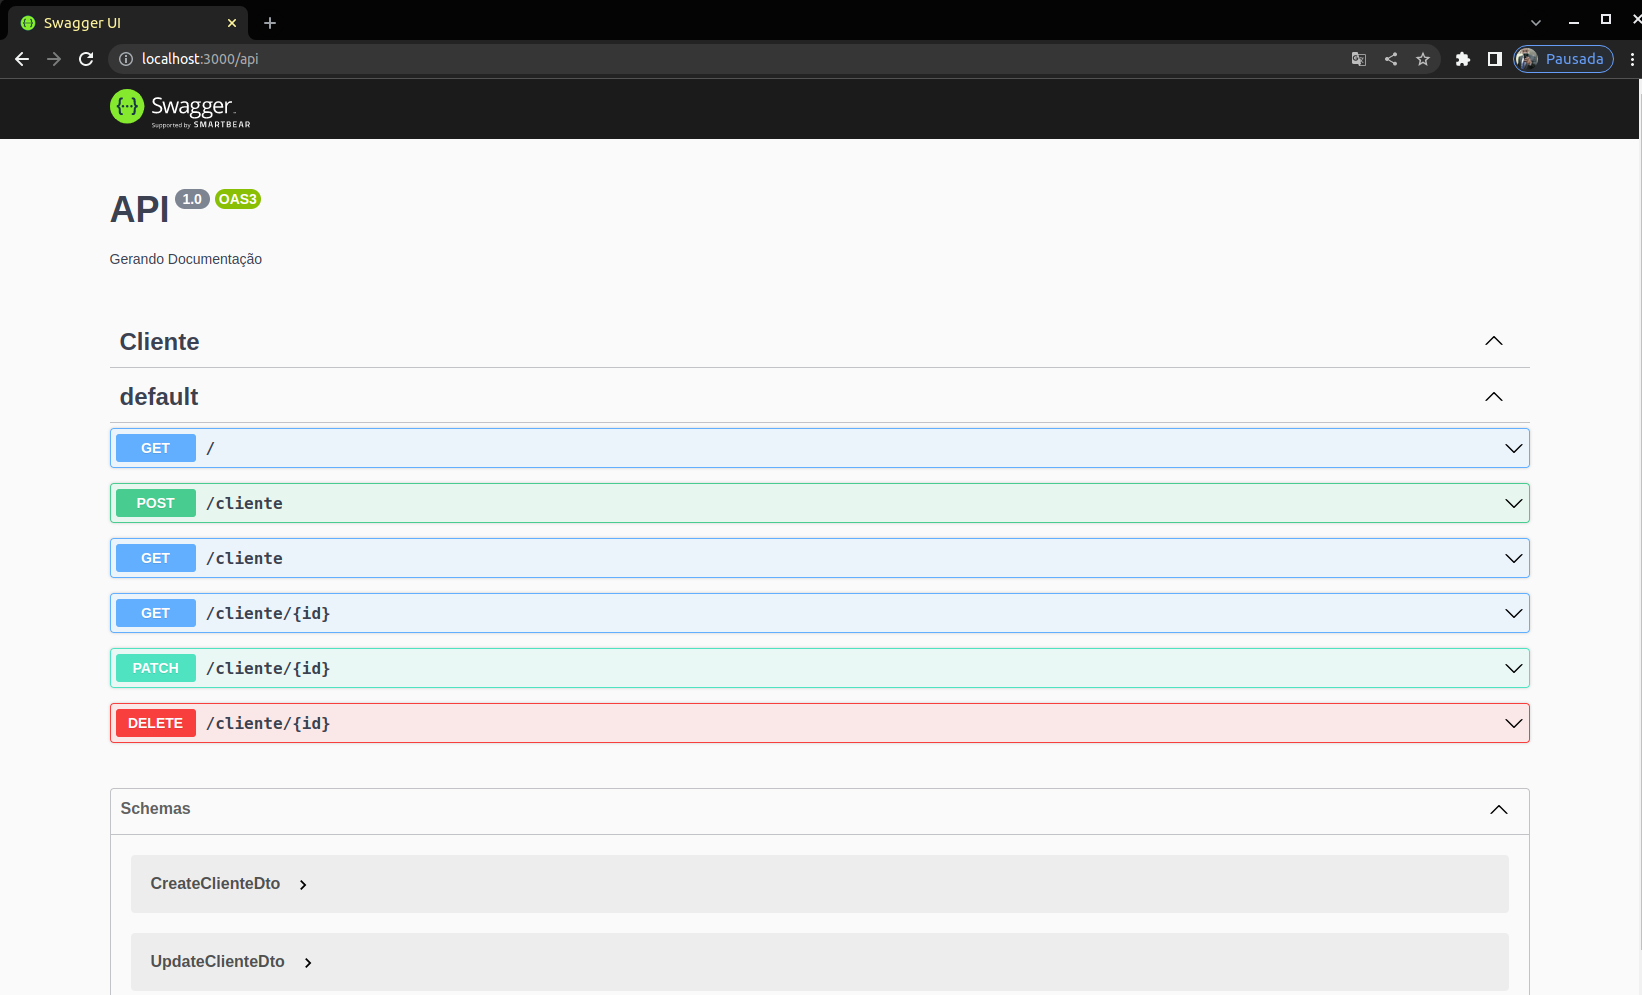 Swagger UI
localhost:3000/api
Pausada
Swagger
Supported by SMARTBEAR
API 1.0 OAS3
Gerando Documentação
Cliente
default
GET /
POST /cliente
GET /cliente
GET /cliente/{id}
PATCH /cliente/{id}
DELETE /cliente/{id}
Schemas
CreateClienteDto
UpdateClienteDto